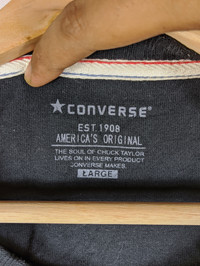 CONVERSE®
EST.1908
AMERICA'S ORIGINAL
THE SOUL OF CHUCK TAYLOR
LIVES ON IN EVERY PRODUCT
CONVERSE MAKES.
LARGE